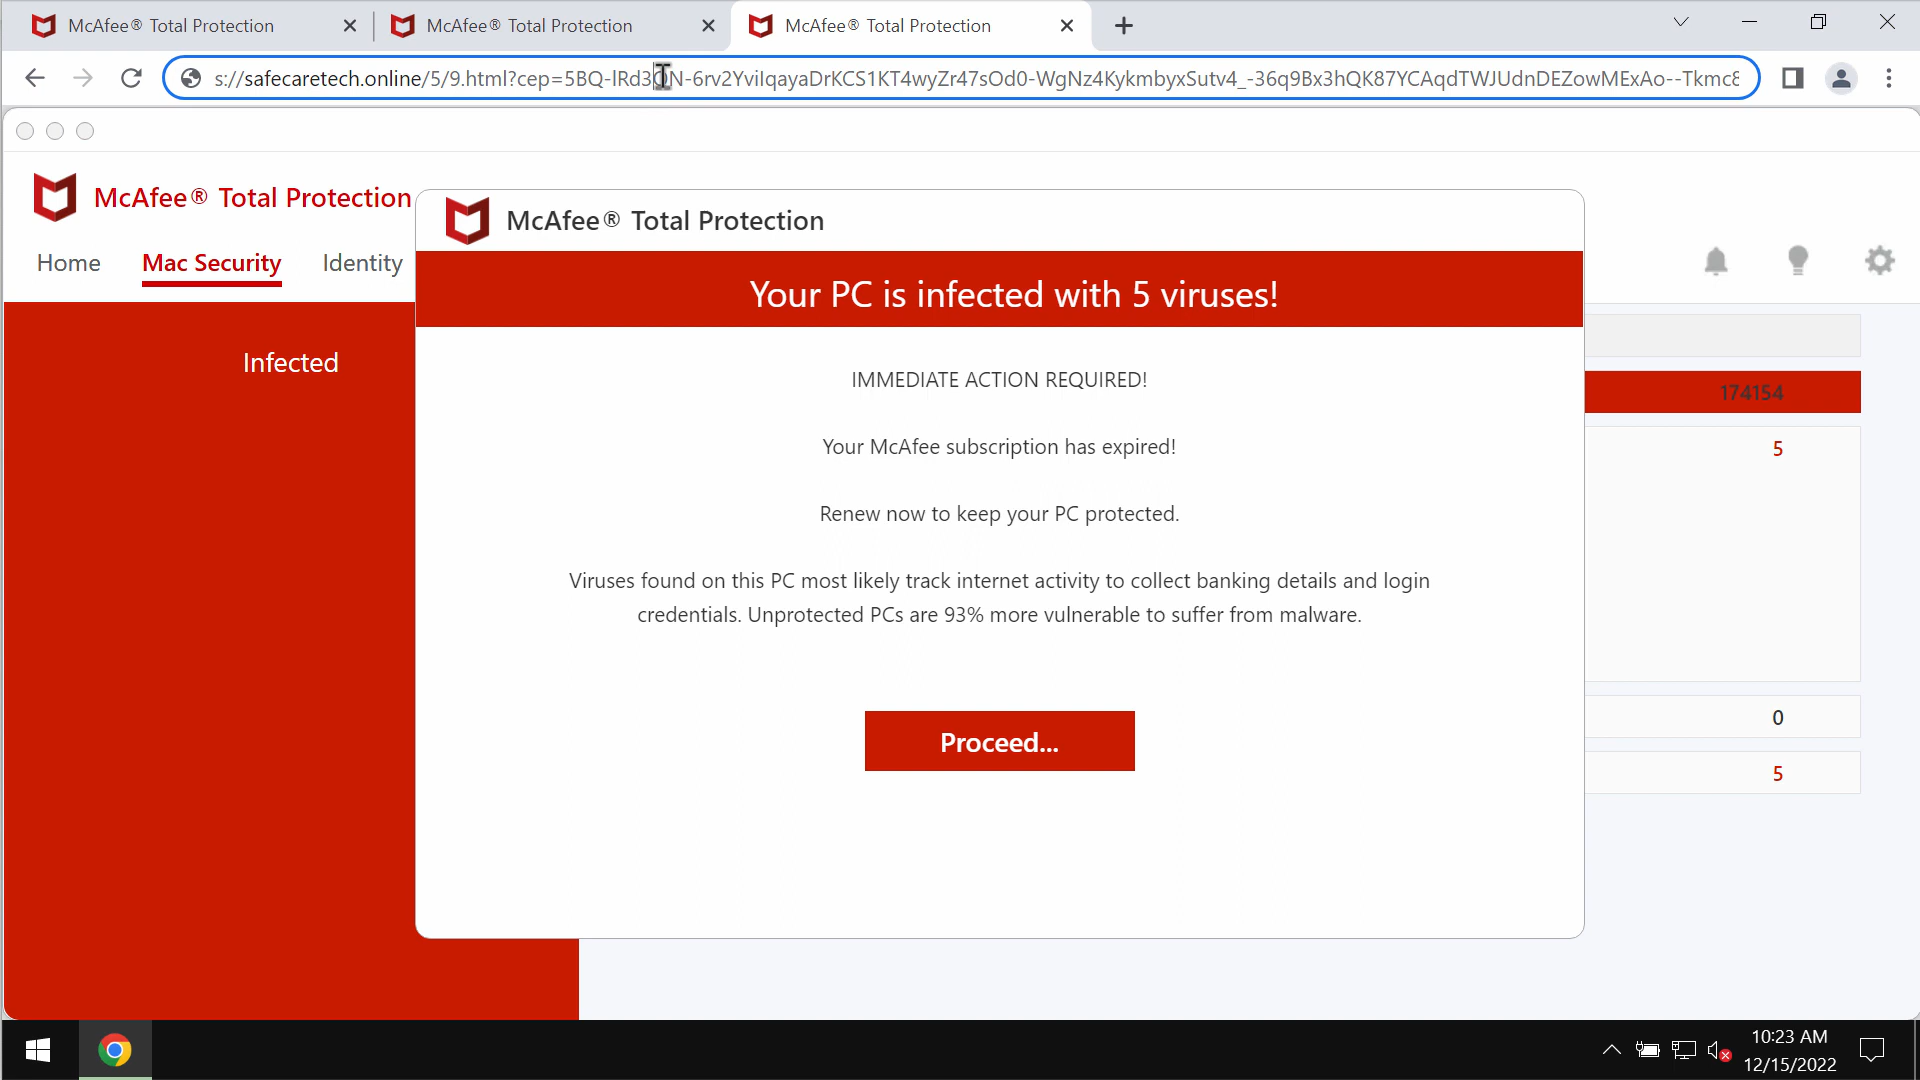 McAfee® Total Protection
McAfee® Total Protection
McAfee® Total Protection
s://safecaretech.online/5/9.html?cep=5BQ-lRd3QN-6rv2YviIqayaDrKCS1KT4wyZr47sOd0-WgNz4KykmbyxSutv4_-36q9Bx3hQK87YCAqdTWJUdnDEZowMExAo--Tkmc8
McAfee® Total Protection
Home Mac Security Identity
Infected
McAfee® Total Protection
Your PC is infected with 5 viruses!
IMMEDIATE ACTION REQUIRED!
Your McAfee subscription has expired!
Renew now to keep your PC protected.
Viruses found on this PC most likely track internet activity to collect banking details and login
credentials. Unprotected PCs are 93% more vulnerable to suffer from malware.
Proceed...
174154
5
0
5
10:23 AM
12/15/2022